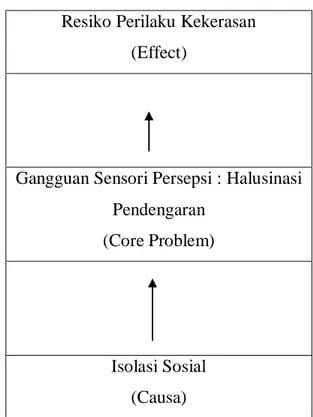 Resiko Perilaku Kekerasan
(Effect)
Gangguan Sensori Persepsi : Halusinasi
Pendengaran
(Core Problem)
Isolasi Sosial
(Causa)